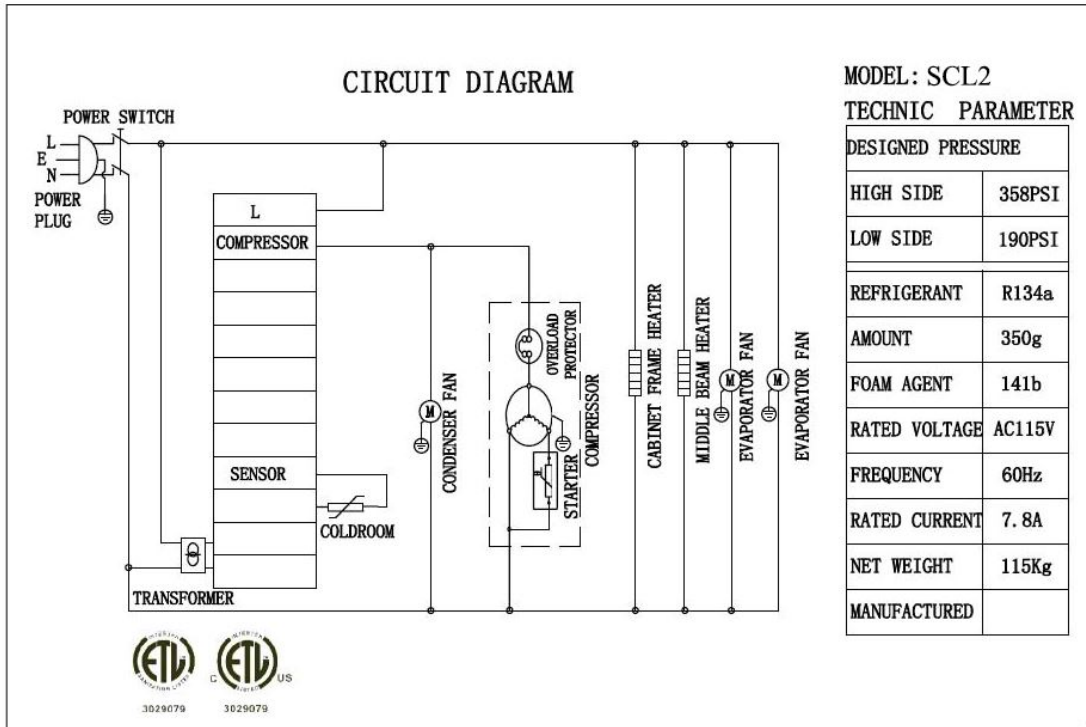 CIRCUIT DIAGRAM
POWER SWITCH
L
E
N
POWER
PLUG
L
COMPRESSOR
SENSOR
COLDROOM
TRANSFORMER
CONDENSER FAN
OVERLOAD
PROTECTOR
STARTER
COMPRESSOR
CABINET FRAME HEATER
MIDDLE BEAM HEATER
EVAPORATOR FAN
EVAPORATOR FAN
M
M
M
MODEL: SCL2
TECHNIC PARAMETER
DESIGNED PRESSURE
HIGH SIDE 358PSI
LOW SIDE 190PSI
REFRIGERANT R134a
AMOUNT 350g
FOAM AGENT 141b
RATED VOLTAGE AC115V
FREQUENCY 60Hz
RATED CURRENT 7.8A
NET WEIGHT 115Kg
MANUFACTURED
ETL
3029079
C ETL US
3029079